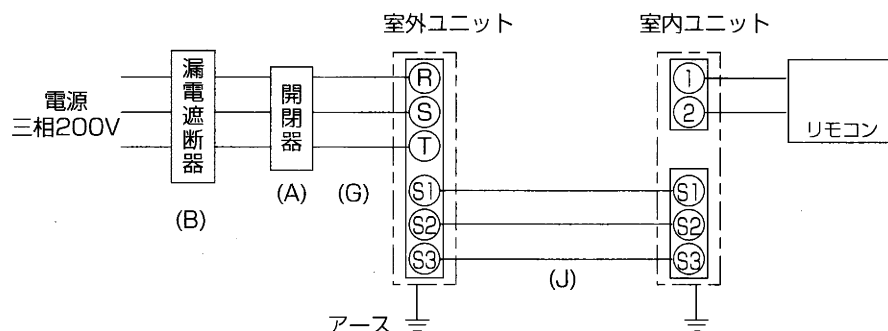 室外ユニット
室内ユニット
電源
三相200V
漏電遮断器
開閉器
(B)
(A)
(G)
R
S
T
S1
S2
S3
アース
(J)
1
2
S1
S2
S3
リモコン